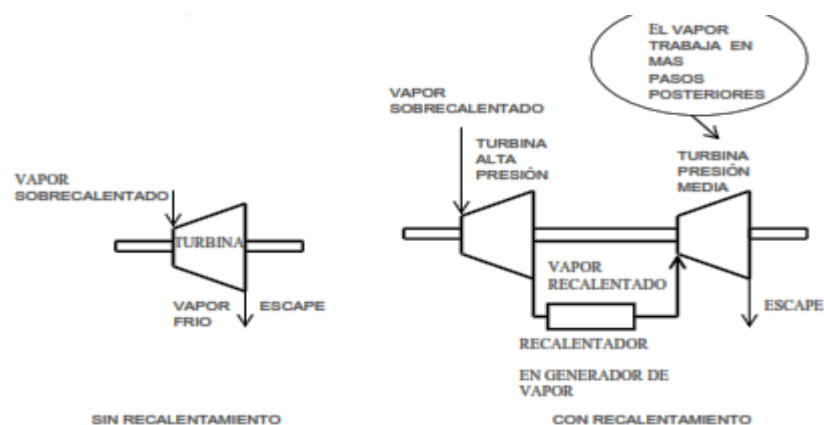 EL VAPOR
TRABAJA EN
MAS
PASOS
POSTERIORES
VAPOR
SOBRECALENTADO
TURBINA
ALTA
PRESIÓN
TURBINA
PRESIÓN
MEDIA
VAPOR
SOBRECALENTADO
TURBINA
VAPOR
FRIO
ESCAPE
VAPOR
RECALENTADO
ESCAPE
RECALENTADOR
EN GENERADOR DE
VAPOR
SIN RECALENTAMIENTO
CON RECALENTAMIENTO